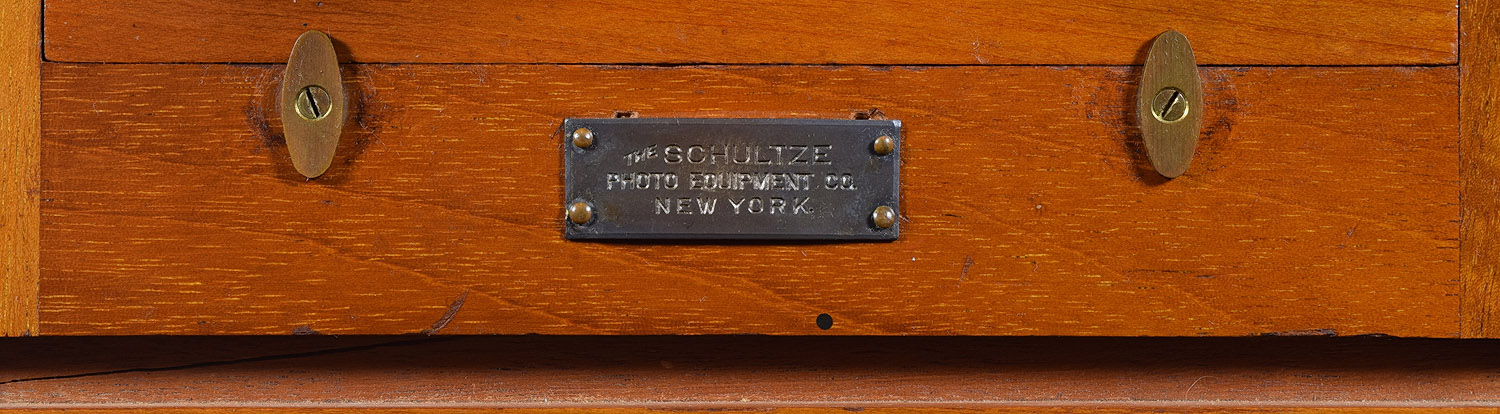 THE SCHULTZE
PHOTO EQUIPMENT CO.
NEW YORK.